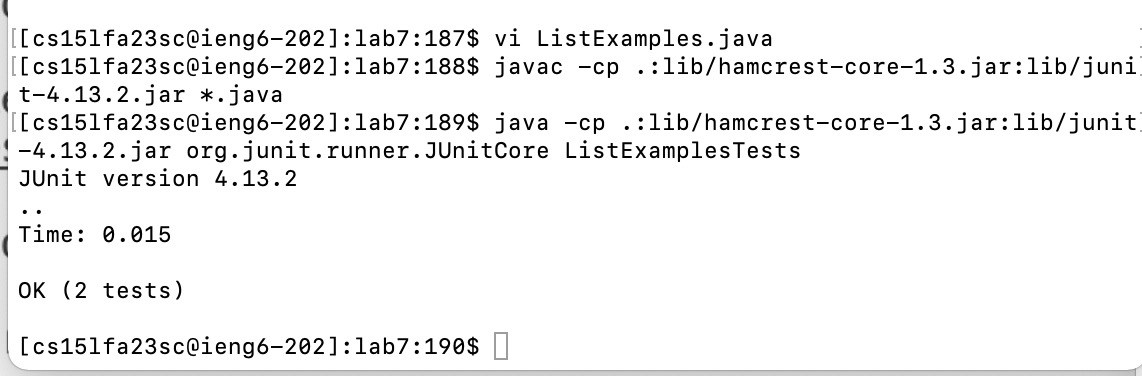 [[cs15lfa23sc@ieng6-202]:lab7:187$ vi ListExamples.java
[[cs15lfa23sc@ieng6-202]:lab7:188$ javac -cp .:lib/hamcrest-core-1.3.jar:lib/juni
t-4.13.2.jar *.java
[[cs15lfa23sc@ieng6-202]:lab7:189$ java -cp .:lib/hamcrest-core-1.3.jar:lib/junit
-4.13.2.jar org.junit.runner.JUnitCore ListExamplesTests
JUnit version 4.13.2
..
Time: 0.015
OK (2 tests)
[cs15lfa23sc@ieng6-202]:lab7:190$